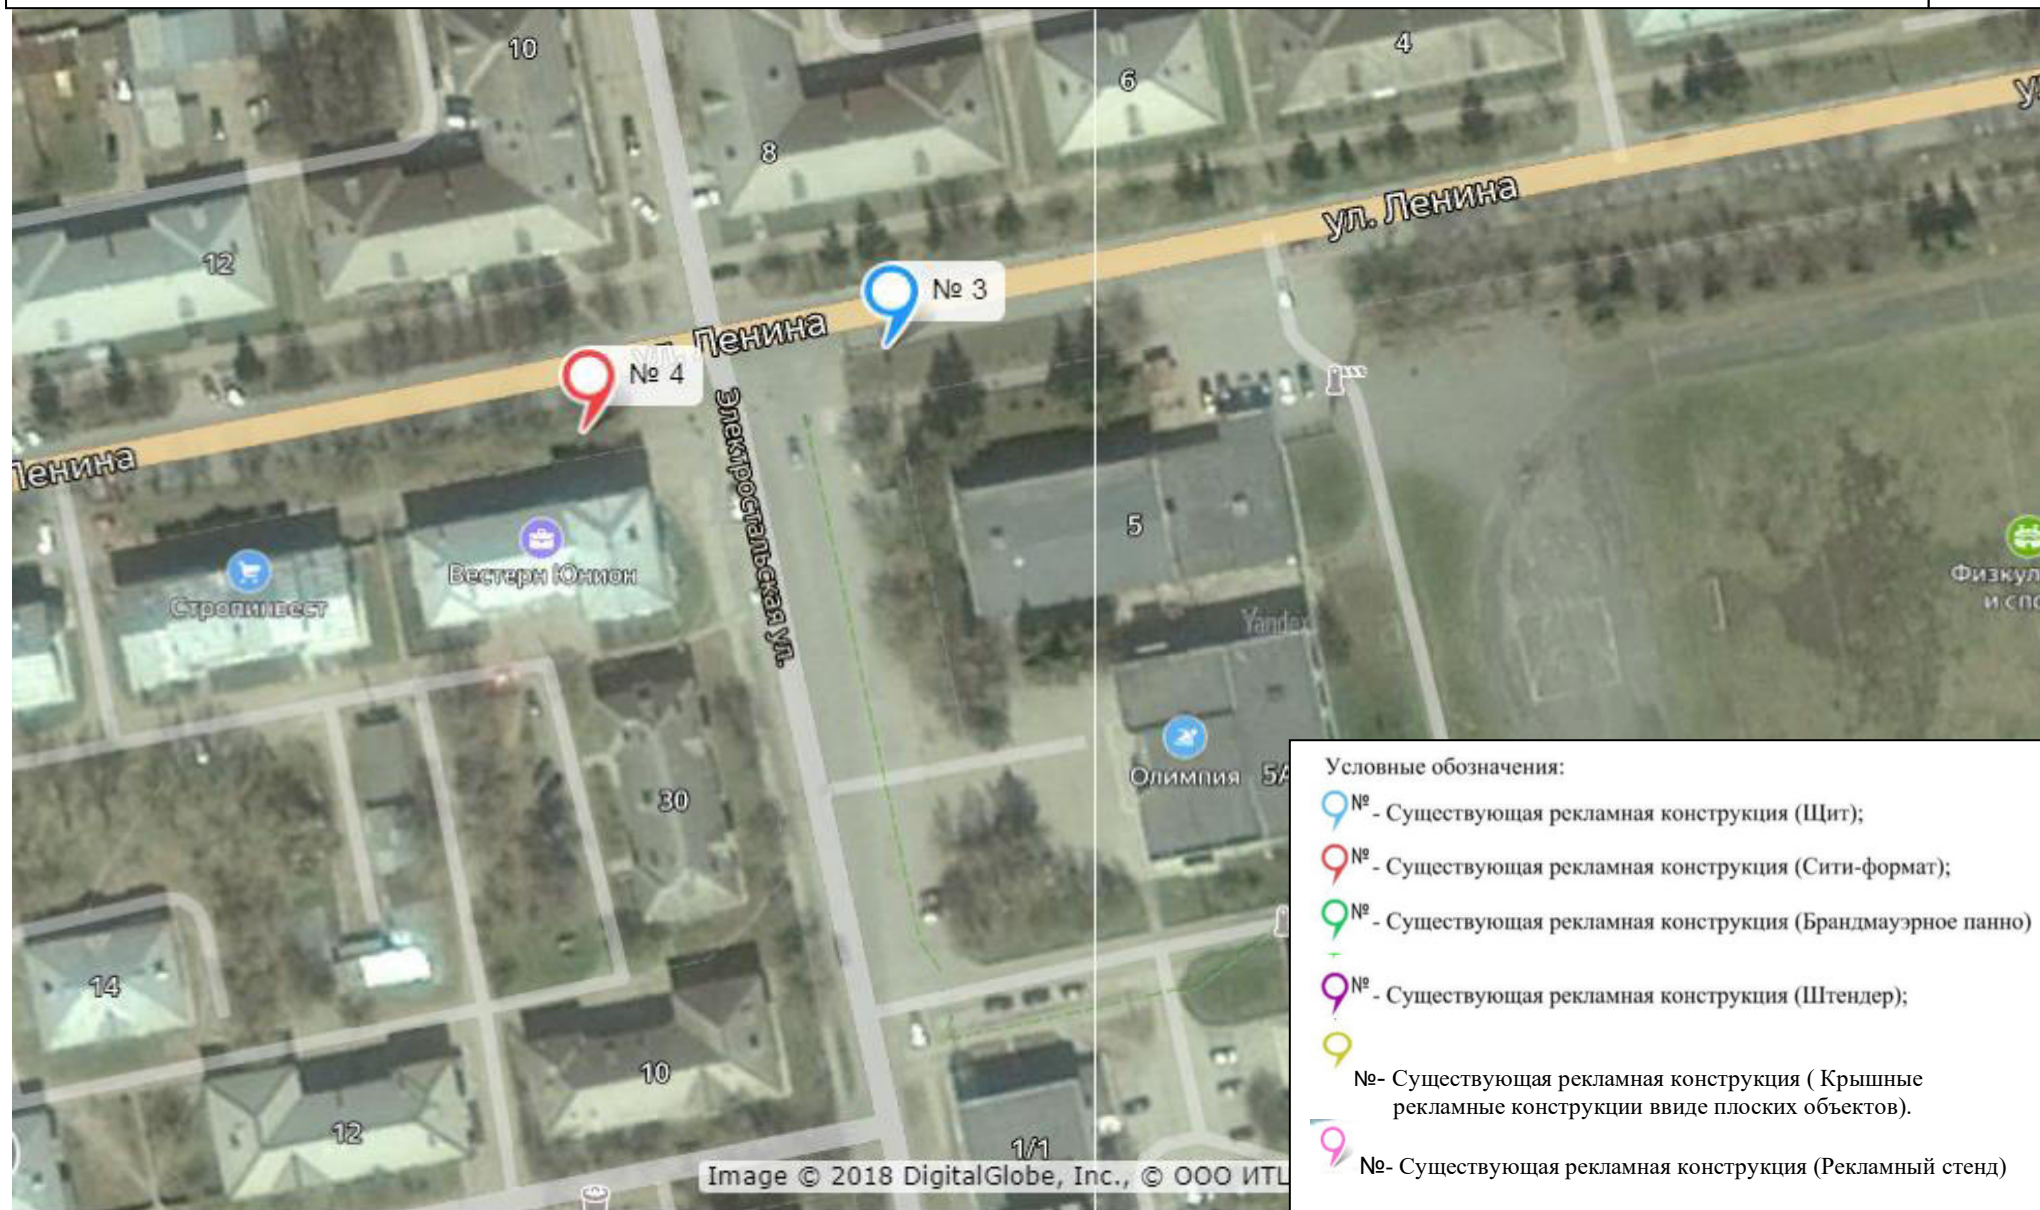 10
4
6
У
8
ул. Ленина
12
№ 3
Ленина
№ 4
Ленина
Электростальская ул.
5
Вестерн Юнион
Стропинвест
Физкул
и спо
Yandex
Олимпия
5А
30
14
10
12
1/1
Image © 2018 DigitalGlobe, Inc., © ООО ИТЦ
Условные обозначения:
№ - Существующая рекламная конструкция (Щит);
№ - Существующая рекламная конструкция (Сити-формат);
№ - Существующая рекламная конструкция (Брандмауэрное панно)
№ - Существующая рекламная конструкция (Штендер);
№- Существующая рекламная конструкция ( Крышные
рекламные конструкции ввиде плоских объектов).
№- Существующая рекламная конструкция (Рекламный стенд)